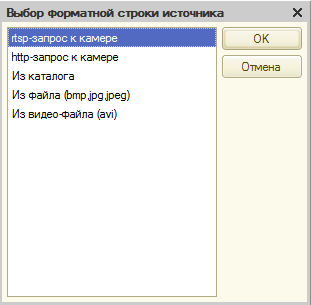 Выбор форматной строки источника
rtsp-запрос к камере
http-запрос к камере
Из каталога
Из файла (bmp,jpg,jpeg)
Из видео-файла (avi)
OK
Отмена